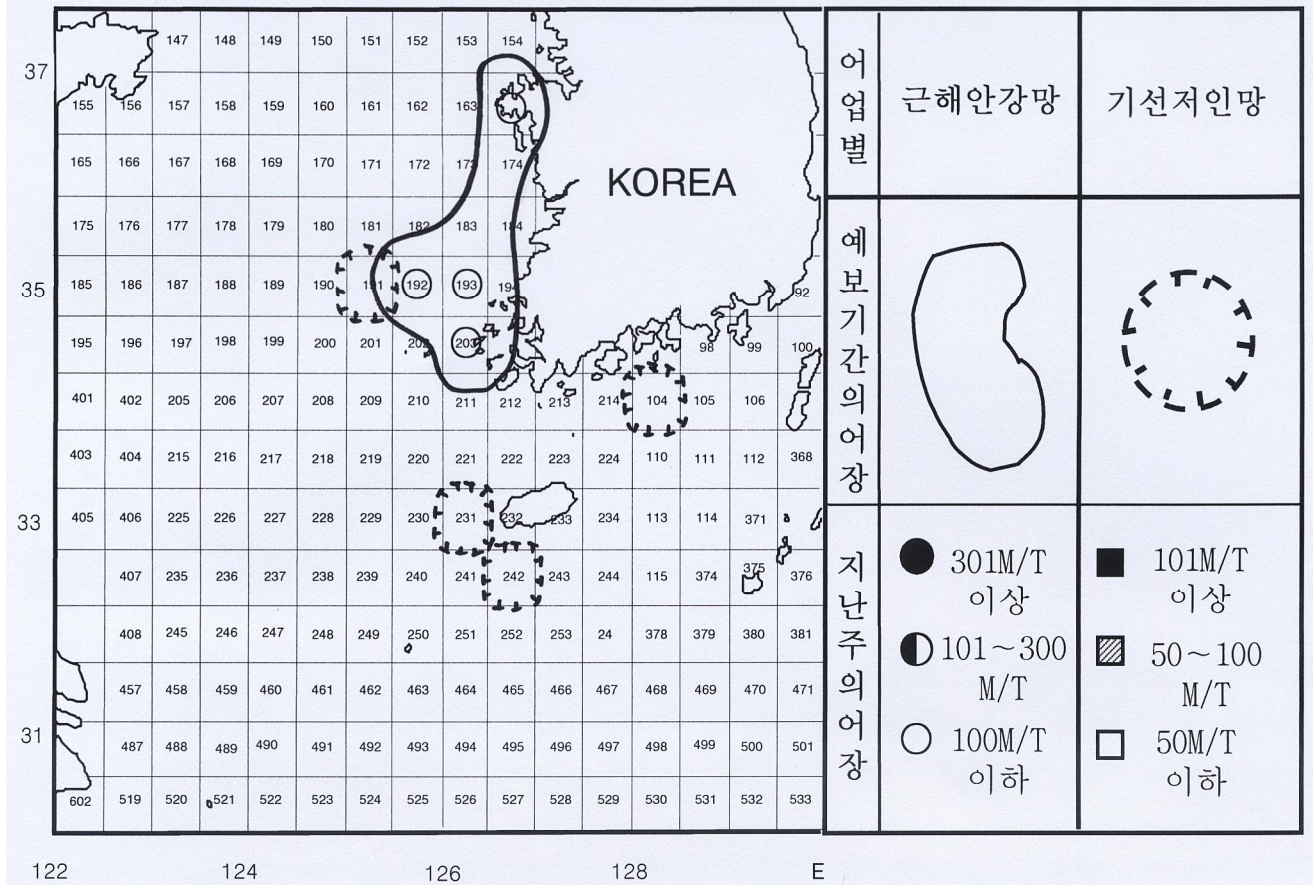 147 148 149 150 151 152 153 154
37
155 156 157 158 159 160 161 162 163
165 166 167 168 169 170 171 172 173 174
KOREA
175 176 177 178 179 180 181 182 183 184
35
185 186 187 188 189 190 191 192 193 194 92
195 196 197 198 199 200 201 202 203 98 99 100
401 402 205 206 207 208 209 210 211 212 213 214 104 105 106
403 404 215 216 217 218 219 220 221 222 223 224 110 111 112 368
33
405 406 225 226 227 228 229 230 231 232 233 234 113 114 371
407 235 236 237 238 239 240 241 242 243 244 115 374 375 376
408 245 246 247 248 249 250 251 252 253 24 378 379 380 381
457 458 459 460 461 462 463 464 465 466 467 468 469 470 471
31
487 488 489 490 491 492 493 494 495 496 497 498 499 500 501
602 519 520 521 522 523 524 525 526 527 528 529 530 531 532 533
122 124 126 128 E
어업별
근해안강망
기선저인망
예보기간의어장
지난주의어장
301M/T
이상
101~300
M/T
100M/T
이하
101M/T
이상
50~100
M/T
50M/T
이하